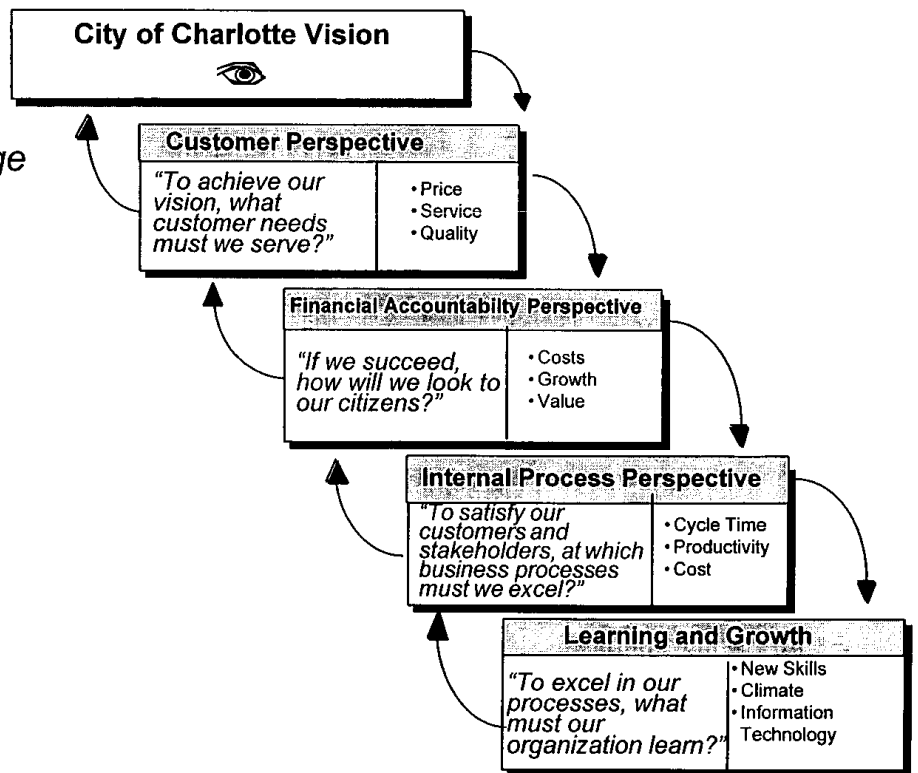 City of Charlotte Vision
Customer Perspective
"To achieve our
vision, what
customer needs
must we serve?"
• Price
• Service
• Quality
Financial Accountabilty Perspective
"If we succeed,
how will we look to
our citizens?"
• Costs
• Growth
• Value
Internal Process Perspective
"To satisfy our
customers and
stakeholders, at which
business processes
must we excel?"
• Cycle Time
• Productivity
• Cost
Learning and Growth
"To excel in our
processes, what
must our
organization learn?"
• New Skills
• Climate
• Information
Technology